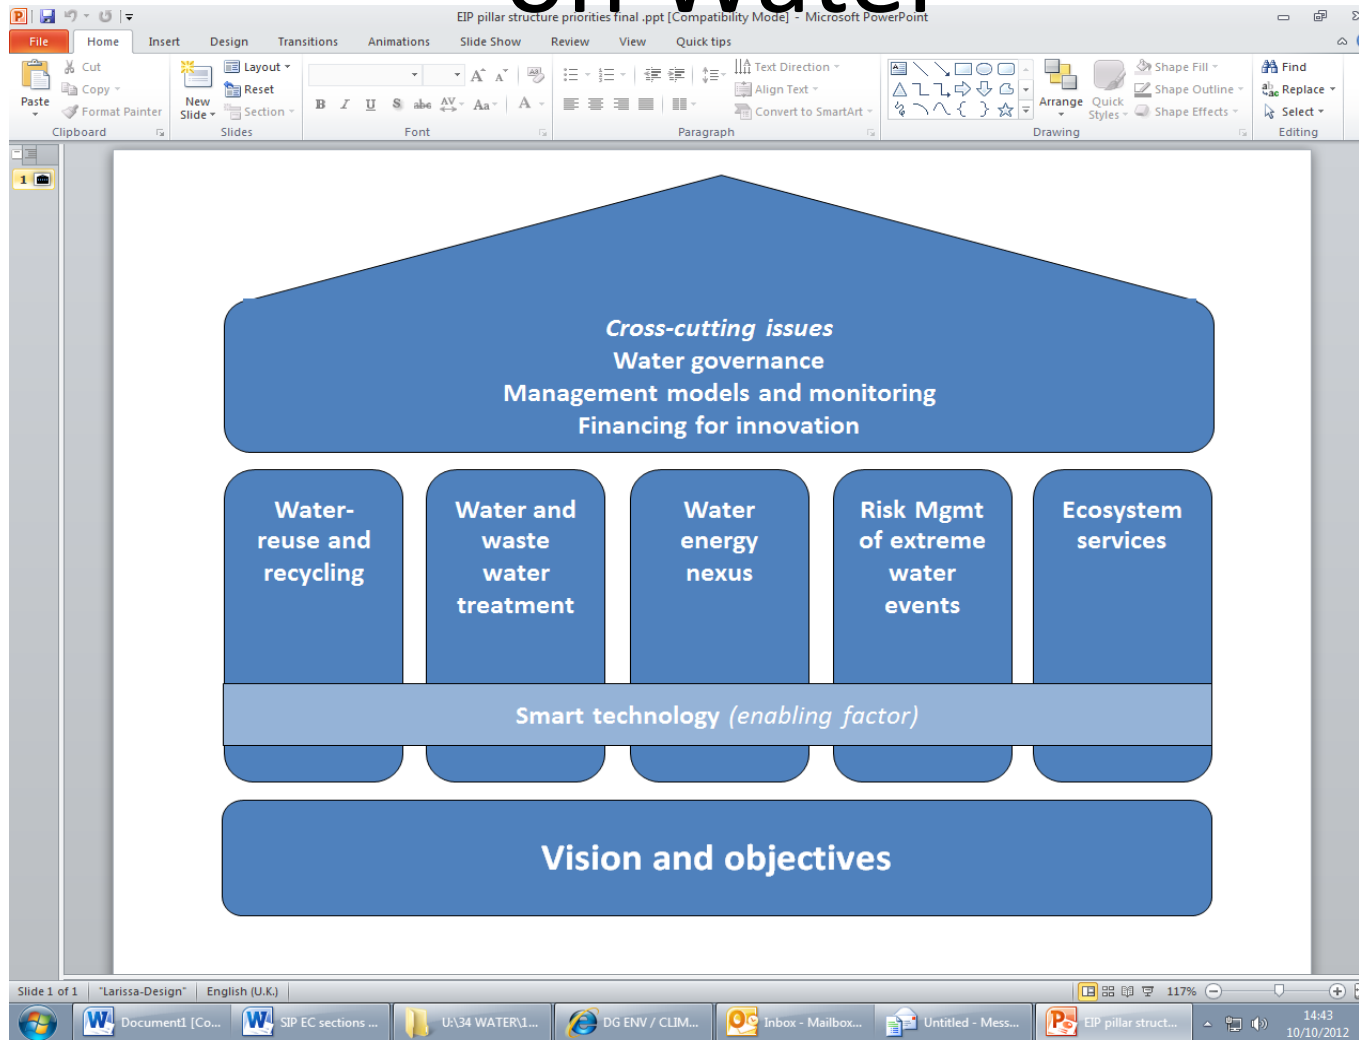 on Water
EIP pillar structure priorities final .ppt [Compatibility Mode] - Microsoft PowerPoint
File Home Insert Design Transitions Animations Slide Show Review View Quick tips
Cut
Copy
Format Painter
Paste
Clipboard
New
Slide
Layout
Reset
Section
Slides
B I U S abc AV Aa A
Font
Text Direction
Align Text
Convert to SmartArt
Paragraph
Arrange
Quick
Styles
Shape Fill
Shape Outline
Shape Effects
Drawing
Find
Replace
Select
Editing
1
Cross-cutting issues
Water governance
Management models and monitoring
Financing for innovation
Water-
reuse and
recycling
Water and
waste
water
treatment
Water
energy
nexus
Risk Mgmt
of extreme
water
events
Ecosystem
services
Smart technology (enabling factor)
Vision and objectives
Slide 1 of 1 "Larissa-Design" English (U.K.) 117%
Document1 [Co... SIP EC sections ... U:\34 WATER\1... DG ENV / CLIM... Inbox - Mailbox... Untitled - Mess... EIP pillar struct... 14:43
10/10/2012